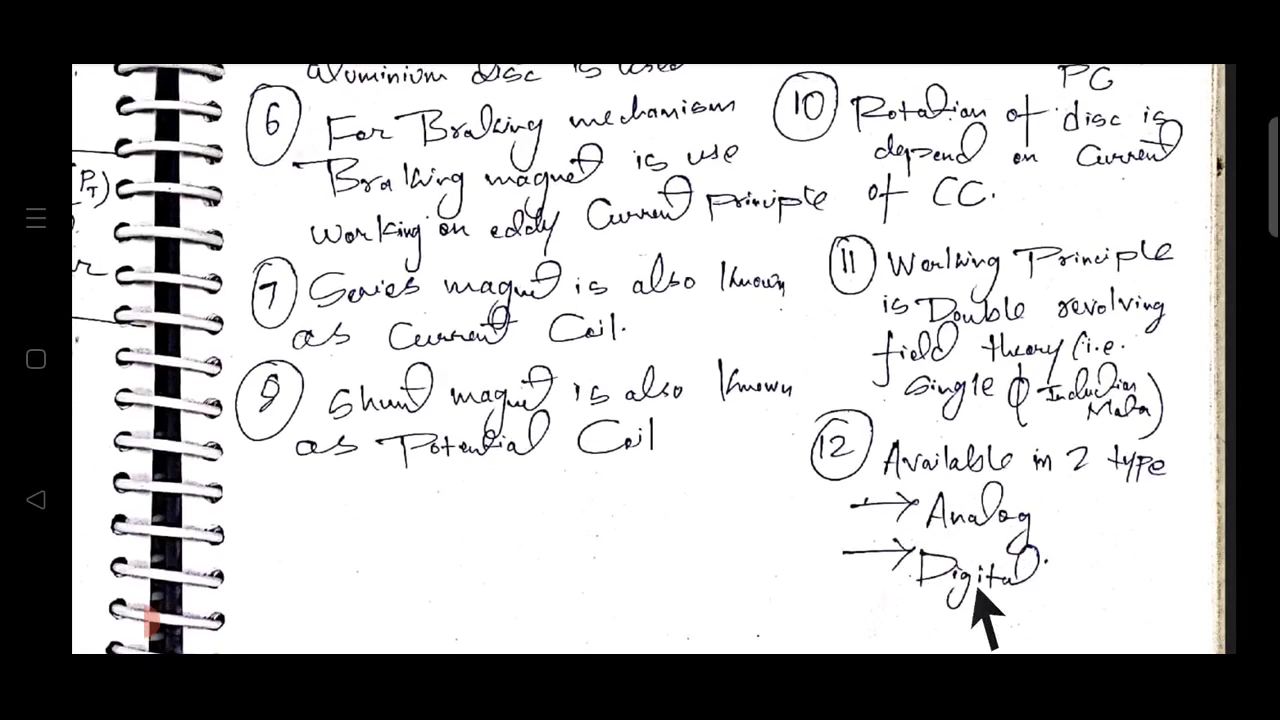 aluminium disc is used
6 For Braking mechanism
Braking magnet is use
working on eddy Current principle
7 Series magnet is also known
as Current Coil.
8 Shunt magnet is also known
as Potential Coil
(PT)
r
PC
10 Rotation of disc is
depend on Current
of CC.
11 Working Principle
is Double revolving
field theory (i.e.
single ϕ Induction
Motor)
12 Available in 2 type
→ Analog
→ Digital.